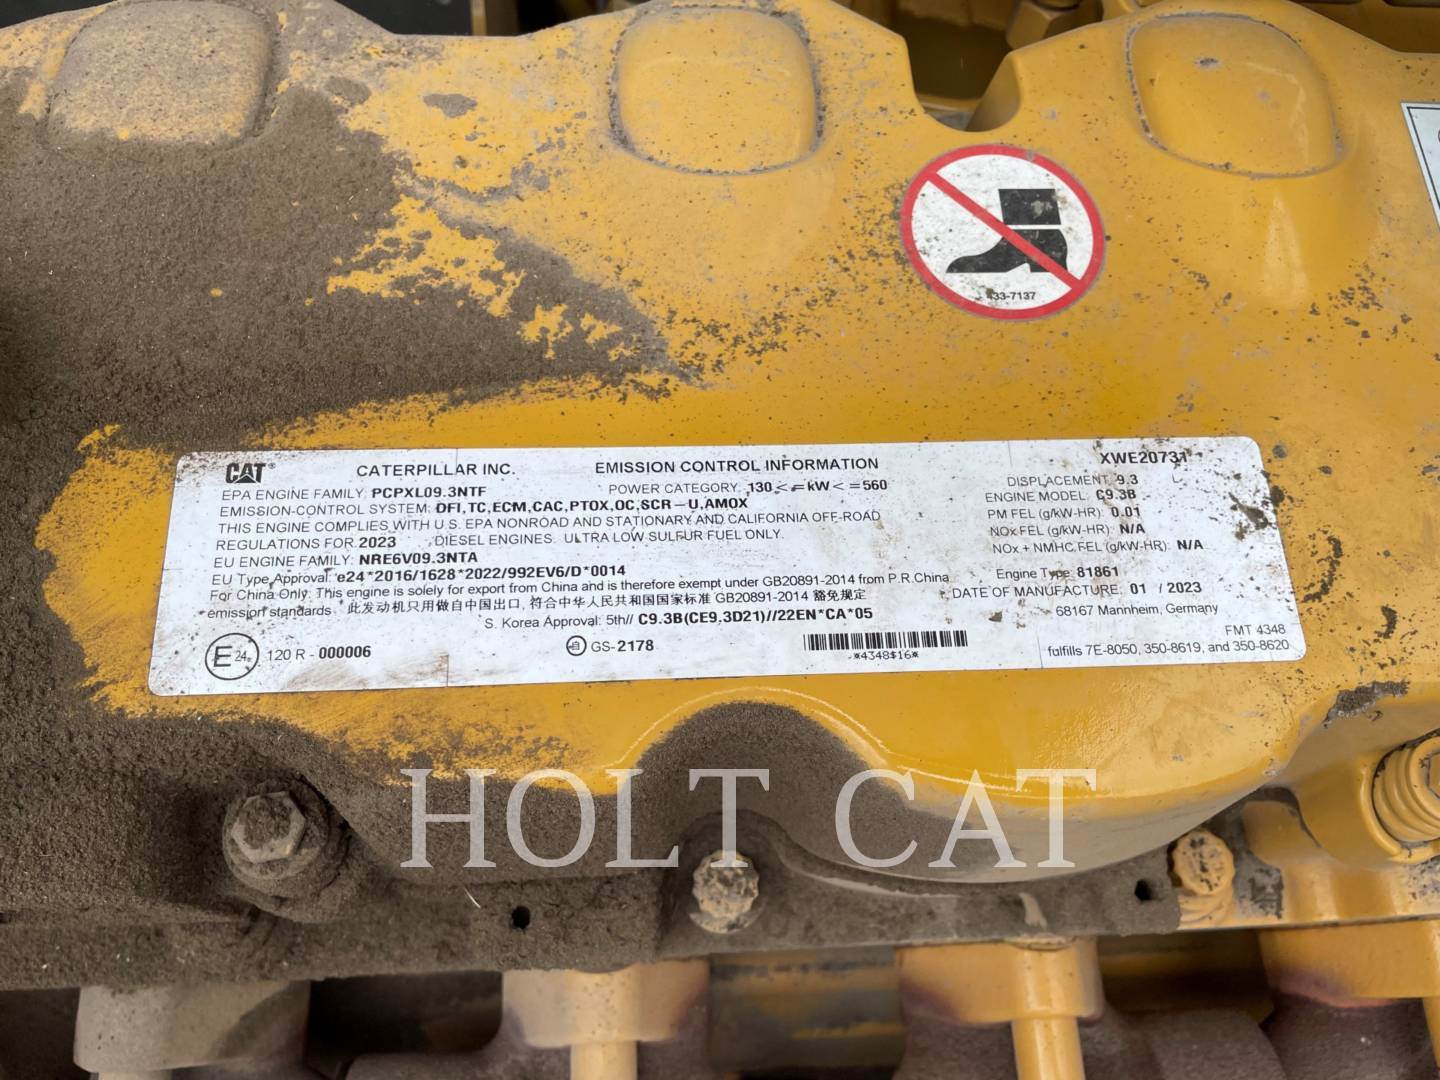 433-7137
CAT® CATERPILLAR INC. EMISSION CONTROL INFORMATION XWE20731
EPA ENGINE FAMILY: PCPXL09.3NTF POWER CATEGORY: 130<=kW<=560 DISPLACEMENT: 9.3
EMISSION-CONTROL SYSTEM: DFI,TC,ECM,CAC,PTOX,OC,SCR-U,AMOX ENGINE MODEL: C9.3B
THIS ENGINE COMPLIES WITH U.S. EPA NONROAD AND STATIONARY AND CALIFORNIA OFF-ROAD PM FEL (g/kW-HR): 0.01
REGULATIONS FOR 2023 DIESEL ENGINES. ULTRA LOW SULFUR FUEL ONLY. NOx FEL (g/kW-HR): N/A
EU ENGINE FAMILY: NRE6V09.3NTA NOx + NMHC FEL (g/kW-HR): N/A
EU Type Approval: e24*2016/1628*2022/992EV6/D*0014 Engine Type: 81861
For China Only: This engine is solely for export from China and is therefore exempt under GB20891-2014 from P.R.China DATE OF MANUFACTURE: 01 / 2023
emission standards. 此发动机只用做自中国出口, 符合中华人民共和国国家标准 GB20891-2014 豁免规定 68167 Mannheim, Germany
S. Korea Approval: 5th// C9.3B(CE9.3D21)//22EN*CA*05
E 24 120 R - 000006 GS-2178 *4348$16* FMT 4348
fulfills 7E-8050, 350-8619, and 350-8620
HOLT CAT